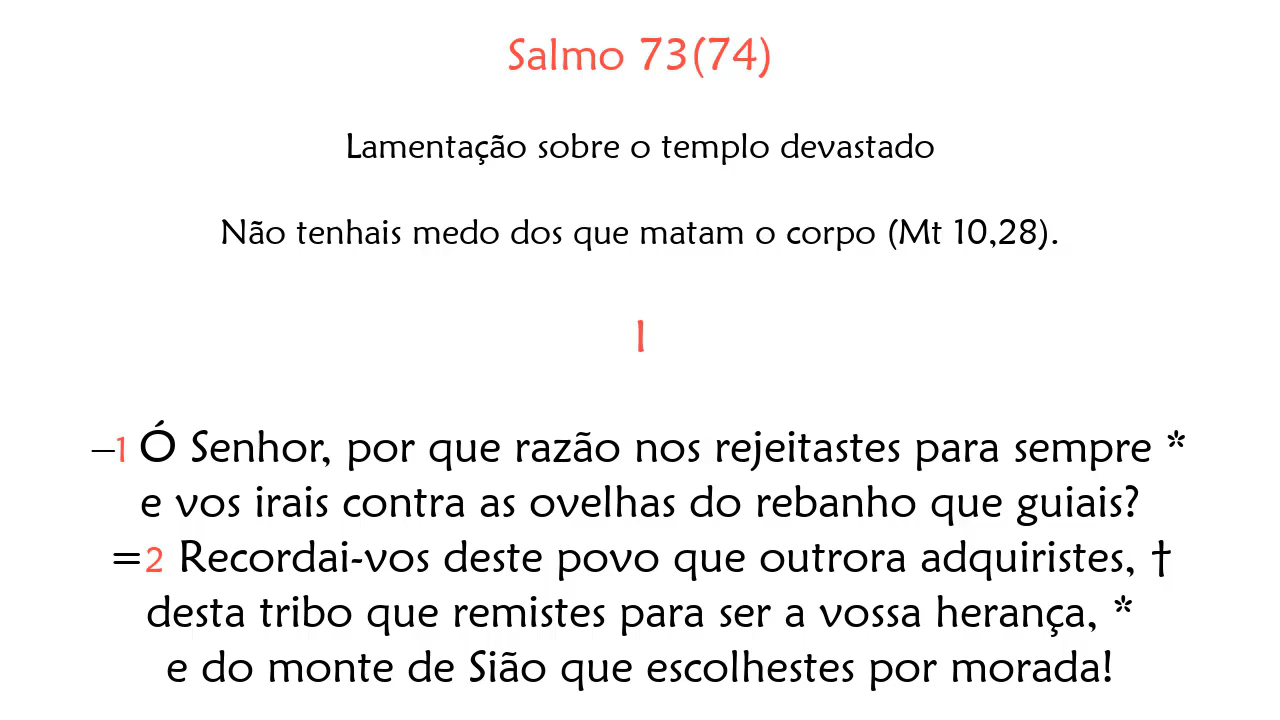 Salmo 73(74)
Lamentação sobre o templo devastado
Não tenhais medo dos que matam o corpo (Mt 10,28).
I
–1 Ó Senhor, por que razão nos rejeitastes para sempre *
e vos irais contra as ovelhas do rebanho que guiais?
=2 Recordai-vos deste povo que outrora adquiristes, †
desta tribo que remistes para ser a vossa herança, *
e do monte de Sião que escolhestes por morada!